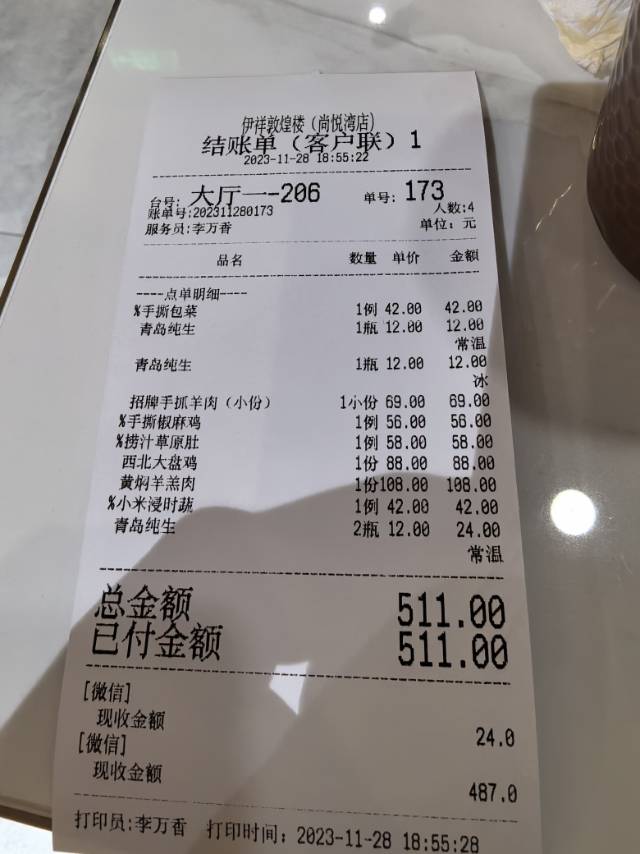 伊祥敦煌楼（尚悦湾店）
结账单（客户联）1
2023-11-28 18:55:22
台号: 大厅一-206 单号: 173
账单号:202311280173 人数:4
服务员:李万香 单位: 元
品名 数量 单价 金额
----点单明细----
%手撕包菜 1例 42.00 42.00
青岛纯生 1瓶 12.00 12.00
常温
青岛纯生 1瓶 12.00 12.00
冰
招牌手抓羊肉（小份） 1小份 69.00 69.00
%手撕椒麻鸡 1例 56.00 56.00
%捞汁草原肚 1例 58.00 58.00
西北大盘鸡 1份 88.00 88.00
黄焖羊羔肉 1份108.00 108.00
%小米浸时蔬 1例 42.00 42.00
青岛纯生 2瓶 12.00 24.00
常温
总金额 511.00
已付金额 511.00
[微信]
现收金额 24.0
[微信]
现收金额 487.0
打印员:李万香 打印时间: 2023-11-28 18:55:28